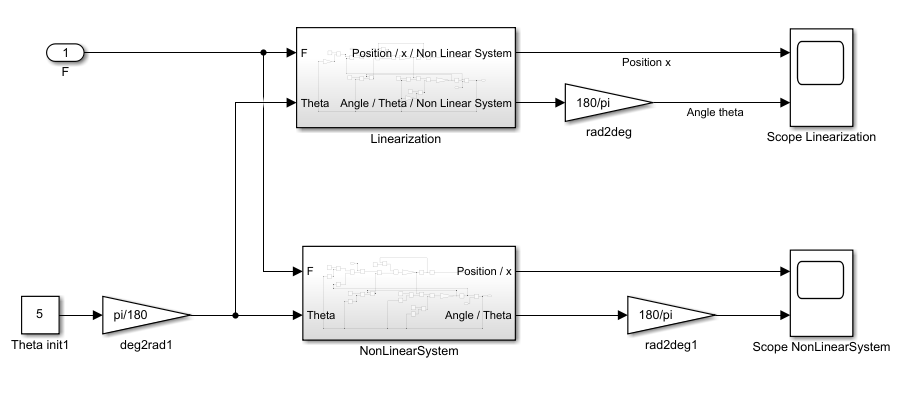 1
F
F
Position / x / Non Linear System
Theta
Angle / Theta / Non Linear System
Linearization
Position x
180/pi
rad2deg
Angle theta
Scope Linearization
F
Position / x
Theta
Angle / Theta
NonLinearSystem
5
Theta init1
pi/180
deg2rad1
180/pi
rad2deg1
Scope NonLinearSystem